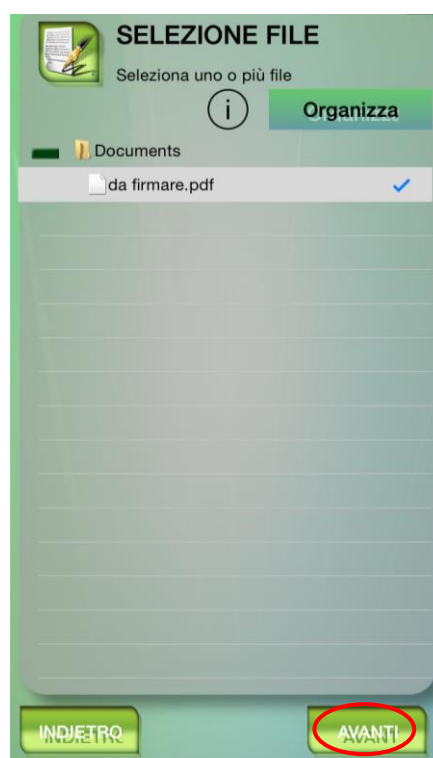 SELEZIONE FILE
Seleziona uno o più file
i
Organizza
Documents
da firmare.pdf
INDIETRO
AVANTI